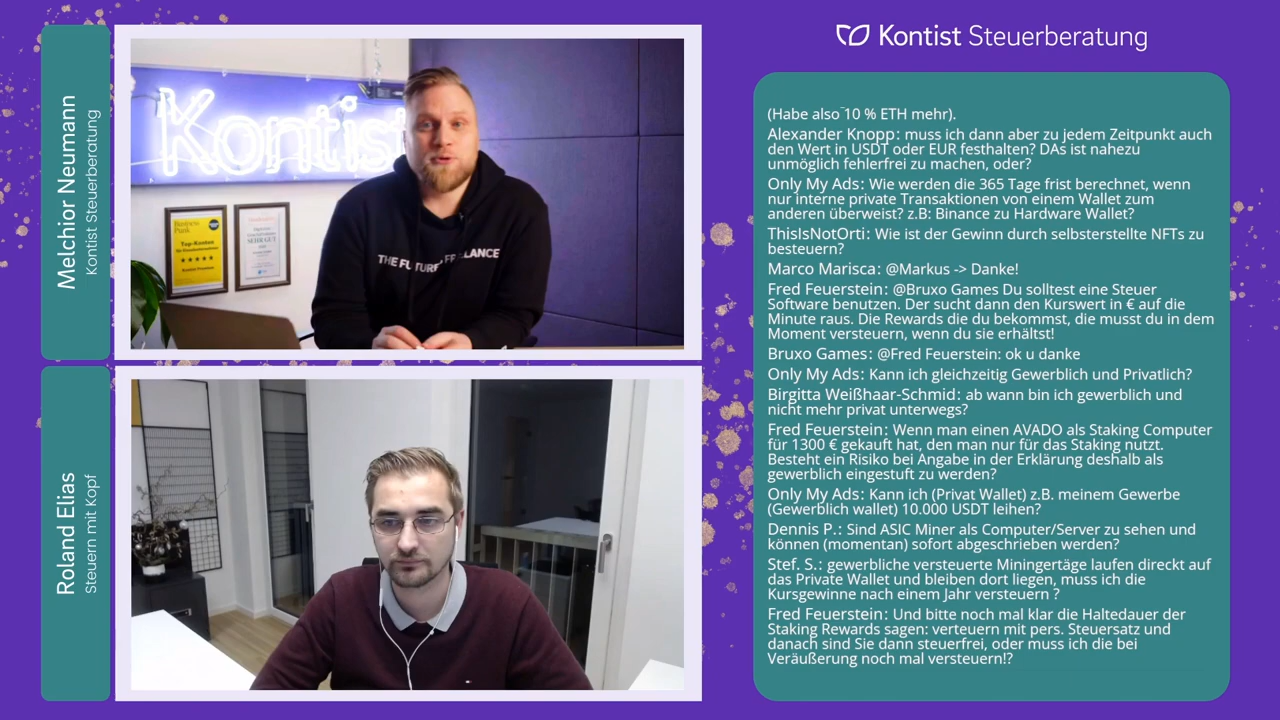 Melchior Neumann
Kontist Steuerberatung
Kontist
Business
Punk
Top-Konten
★★★★★
SEHR GUT
THE FUTURE FREELANCE
Roland Elias
Steuern mit Kopf
Kontist Steuerberatung
(Habe also 10 % ETH mehr).
Alexander Knopp: muss ich dann aber zu jedem Zeitpunkt auch
den Wert in USDT oder EUR festhalten? DAs ist nahezu
unmöglich fehlerfrei zu machen, oder?
Only My Ads: Wie werden die 365 Tage frist berechnet, wenn
nur interne private Transaktionen von einem Wallet zum
anderen überweist? z.B: Binance zu Hardware Wallet?
ThisIsNotOrti: Wie ist der Gewinn durch selbsterstellte NFTs zu
besteuern?
Marco Marisca: @Markus -> Danke!
Fred Feuerstein: @Bruxo Games Du solltest eine Steuer
Software benutzen. Der sucht dann den Kurswert in € auf die
Minute raus. Die Rewards die du bekommst, die musst du in dem
Moment versteuern, wenn du sie erhältst!
Bruxo Games: @Fred Feuerstein: ok u danke
Only My Ads: Kann ich gleichzeitig Gewerblich und Privatlich?
Birgitta Weißhaar-Schmid: ab wann bin ich gewerblich und
nicht mehr privat unterwegs?
Fred Feuerstein: Wenn man einen AVADO als Staking Computer
für 1300 € gekauft hat, den man nur für das Staking nutzt.
Besteht ein Risiko bei Angabe in der Erklärung deshalb als
gewerblich eingestuft zu werden?
Only My Ads: Kann ich (Privat Wallet) z.B. meinem Gewerbe
(Gewerblich wallet) 10.000 USDT leihen?
Dennis P.: Sind ASIC Miner als Computer/Server zu sehen und
können (momentan) sofort abgeschrieben werden?
Stef. S.: gewerbliche versteuerte Miningertäge laufen direckt auf
das Private Wallet und bleiben dort liegen, muss ich die
Kursgewinne nach einem Jahr versteuern ?
Fred Feuerstein: Und bitte noch mal klar die Haltedauer der
Staking Rewards sagen: verteuern mit pers. Steuersatz und
danach sind Sie dann steuerfrei, oder muss ich die bei
Veräußerung noch mal versteuern!?